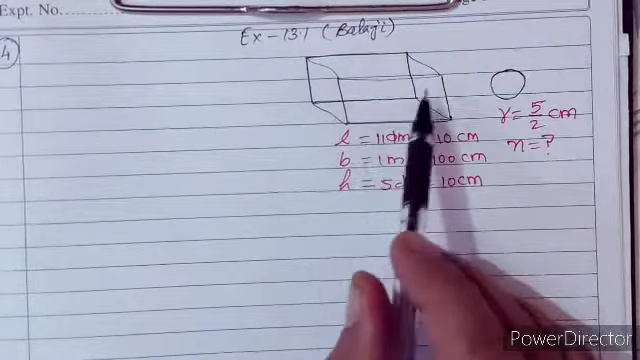 Expt. No.
4
Ex-13.1 (Balaji)
r = 5/2 cm
l = 11dm 10 cm
n = ?
b = 1m 100 cm
h = 5d = 10cm
PowerDirector